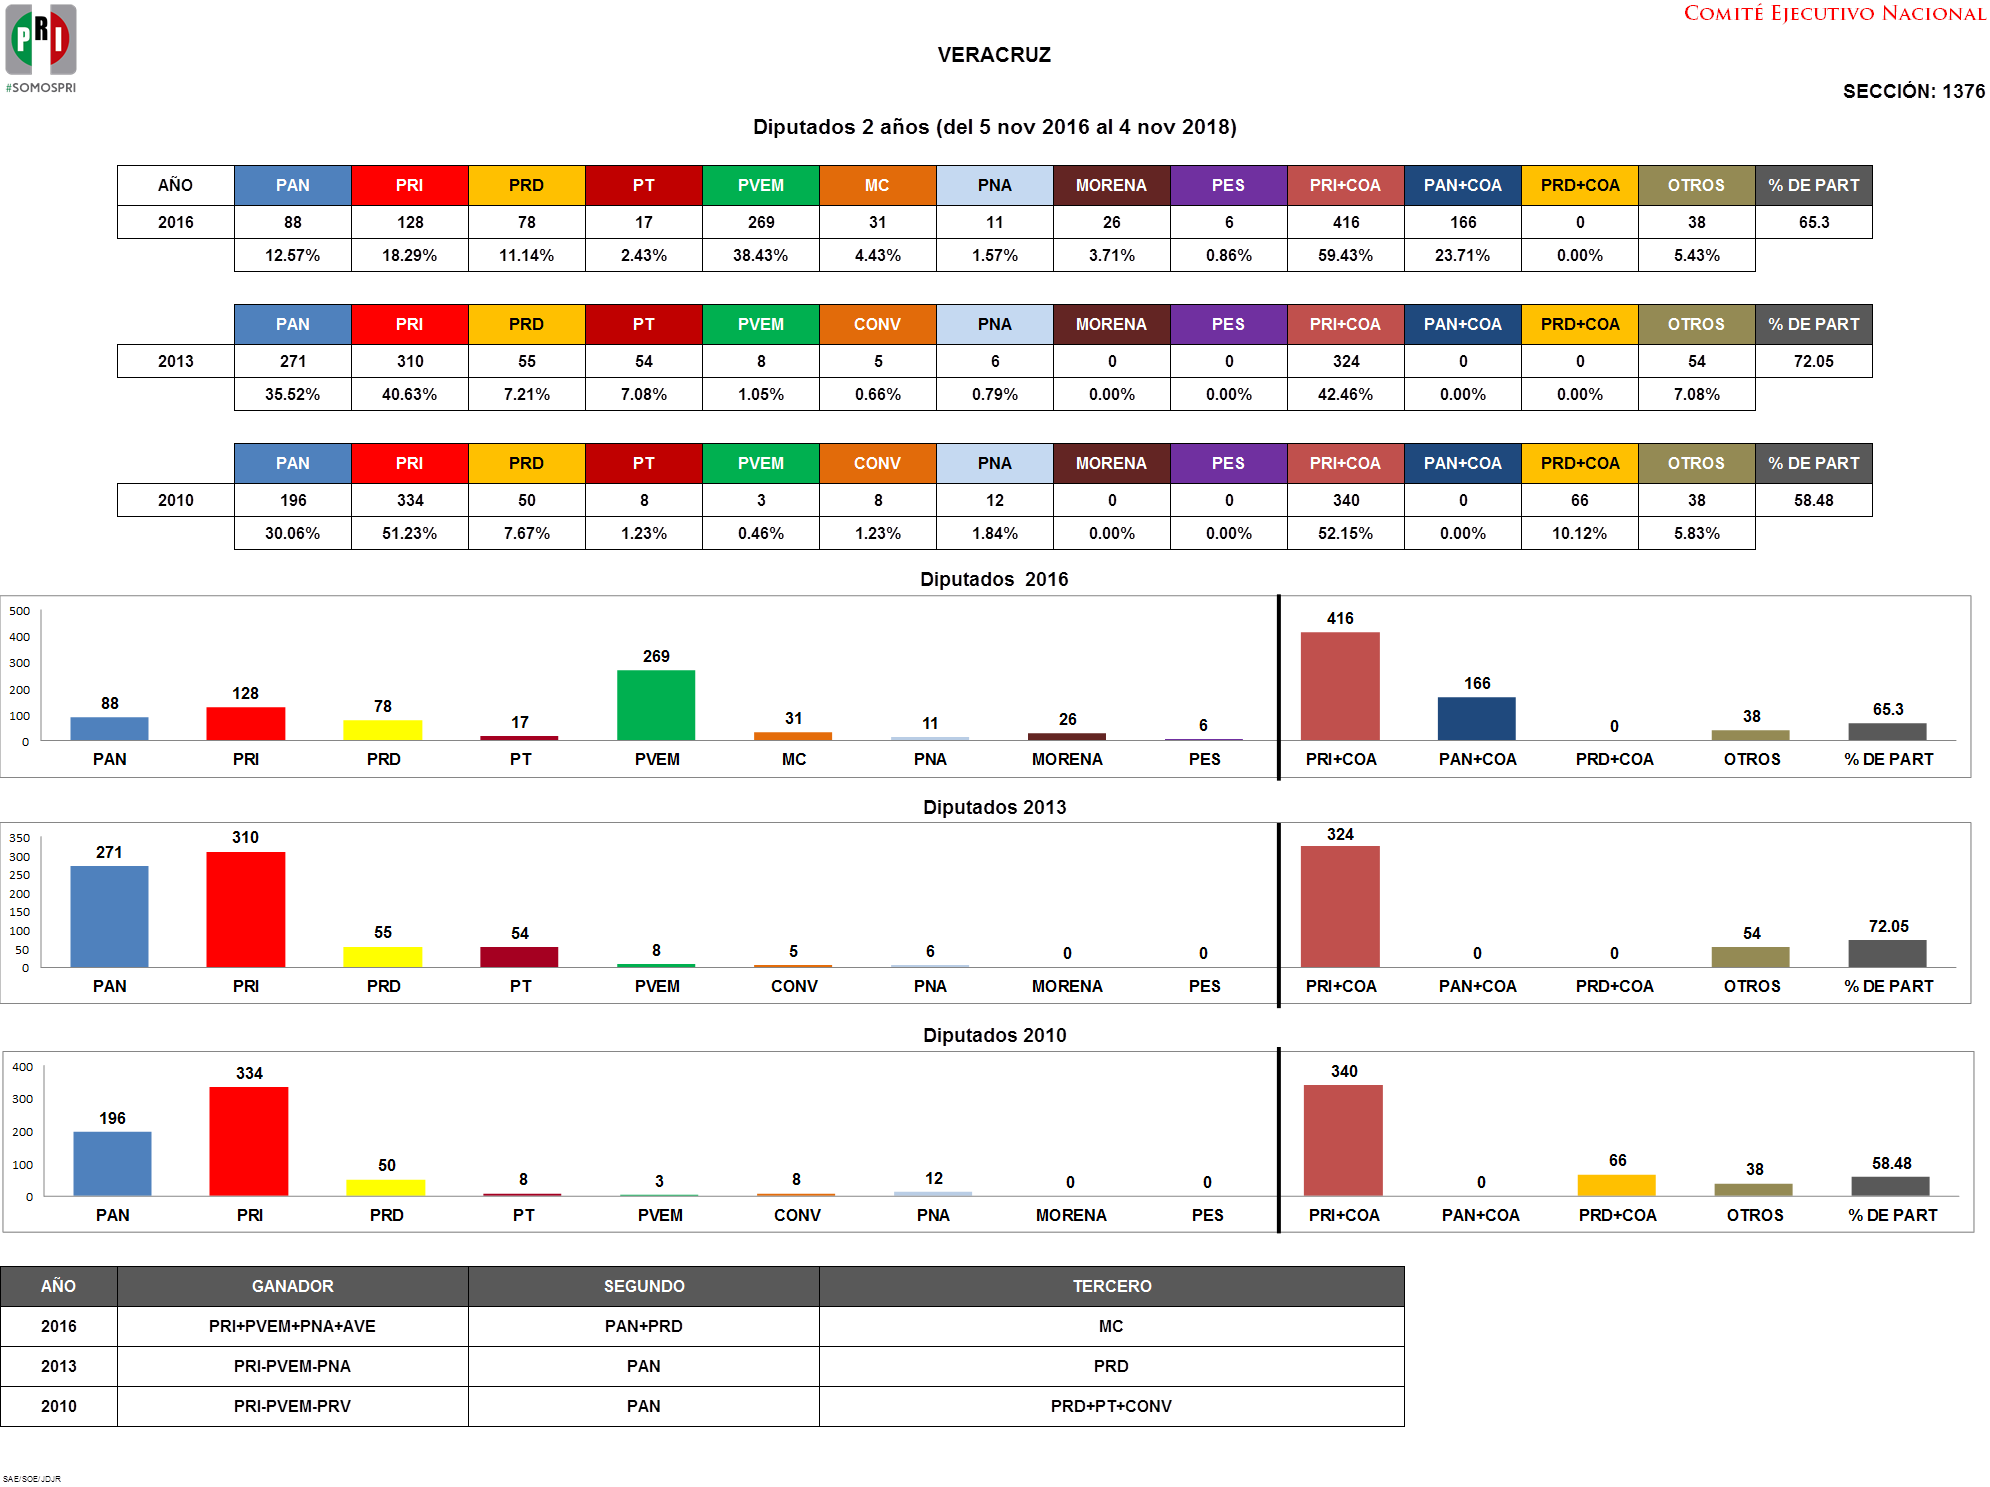 COMITÉ EJECUTIVO NACIONAL
PRI
#SOMOSPRI
VERACRUZ
SECCIÓN: 1376
Diputados 2 años (del 5 nov 2016 al 4 nov 2018)
AÑO PAN PRI PRD PT PVEM MC PNA MORENA PES PRI+COA PAN+COA PRD+COA OTROS % DE PART
2016 88 128 78 17 269 31 11 26 6 416 166 0 38 65.3
12.57% 18.29% 11.14% 2.43% 38.43% 4.43% 1.57% 3.71% 0.86% 59.43% 23.71% 0.00% 5.43%
PAN PRI PRD PT PVEM CONV PNA MORENA PES PRI+COA PAN+COA PRD+COA OTROS % DE PART
2013 271 310 55 54 8 5 6 0 0 324 0 0 54 72.05
35.52% 40.63% 7.21% 7.08% 1.05% 0.66% 0.79% 0.00% 0.00% 42.46% 0.00% 0.00% 7.08%
PAN PRI PRD PT PVEM CONV PNA MORENA PES PRI+COA PAN+COA PRD+COA OTROS % DE PART
2010 196 334 50 8 3 8 12 0 0 340 0 66 38 58.48
30.06% 51.23% 7.67% 1.23% 0.46% 1.23% 1.84% 0.00% 0.00% 52.15% 0.00% 10.12% 5.83%
Diputados 2016
500
400
300
200
100
0
88 128 78 17 269 31 11 26 6 416 166 0 38 65.3
PAN PRI PRD PT PVEM MC PNA MORENA PES PRI+COA PAN+COA PRD+COA OTROS % DE PART
Diputados 2013
350
300
250
200
150
100
50
0
271 310 55 54 8 5 6 0 0 324 0 0 54 72.05
PAN PRI PRD PT PVEM CONV PNA MORENA PES PRI+COA PAN+COA PRD+COA OTROS % DE PART
Diputados 2010
400
300
200
100
0
196 334 50 8 3 8 12 0 0 340 0 66 38 58.48
PAN PRI PRD PT PVEM CONV PNA MORENA PES PRI+COA PAN+COA PRD+COA OTROS % DE PART
AÑO GANADOR SEGUNDO TERCERO
2016 PRI+PVEM+PNA+AVE PAN+PRD MC
2013 PRI-PVEM-PNA PAN PRD
2010 PRI-PVEM-PRV PAN PRD+PT+CONV
SAE/SOE/JDJR